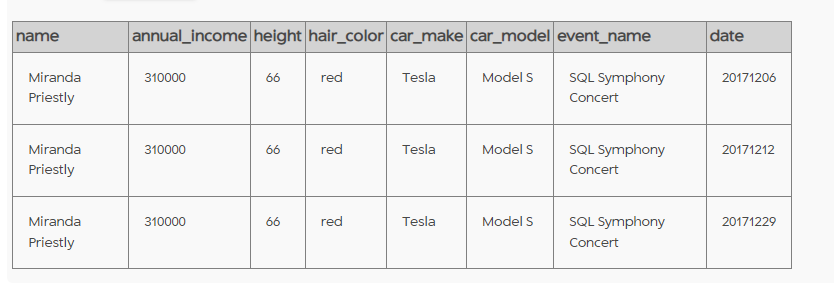 name annual_income height hair_color car_make car_model event_name date
Miranda Priestly 310000 66 red Tesla Model S SQL Symphony Concert 20171206
Miranda Priestly 310000 66 red Tesla Model S SQL Symphony Concert 20171212
Miranda Priestly 310000 66 red Tesla Model S SQL Symphony Concert 20171229